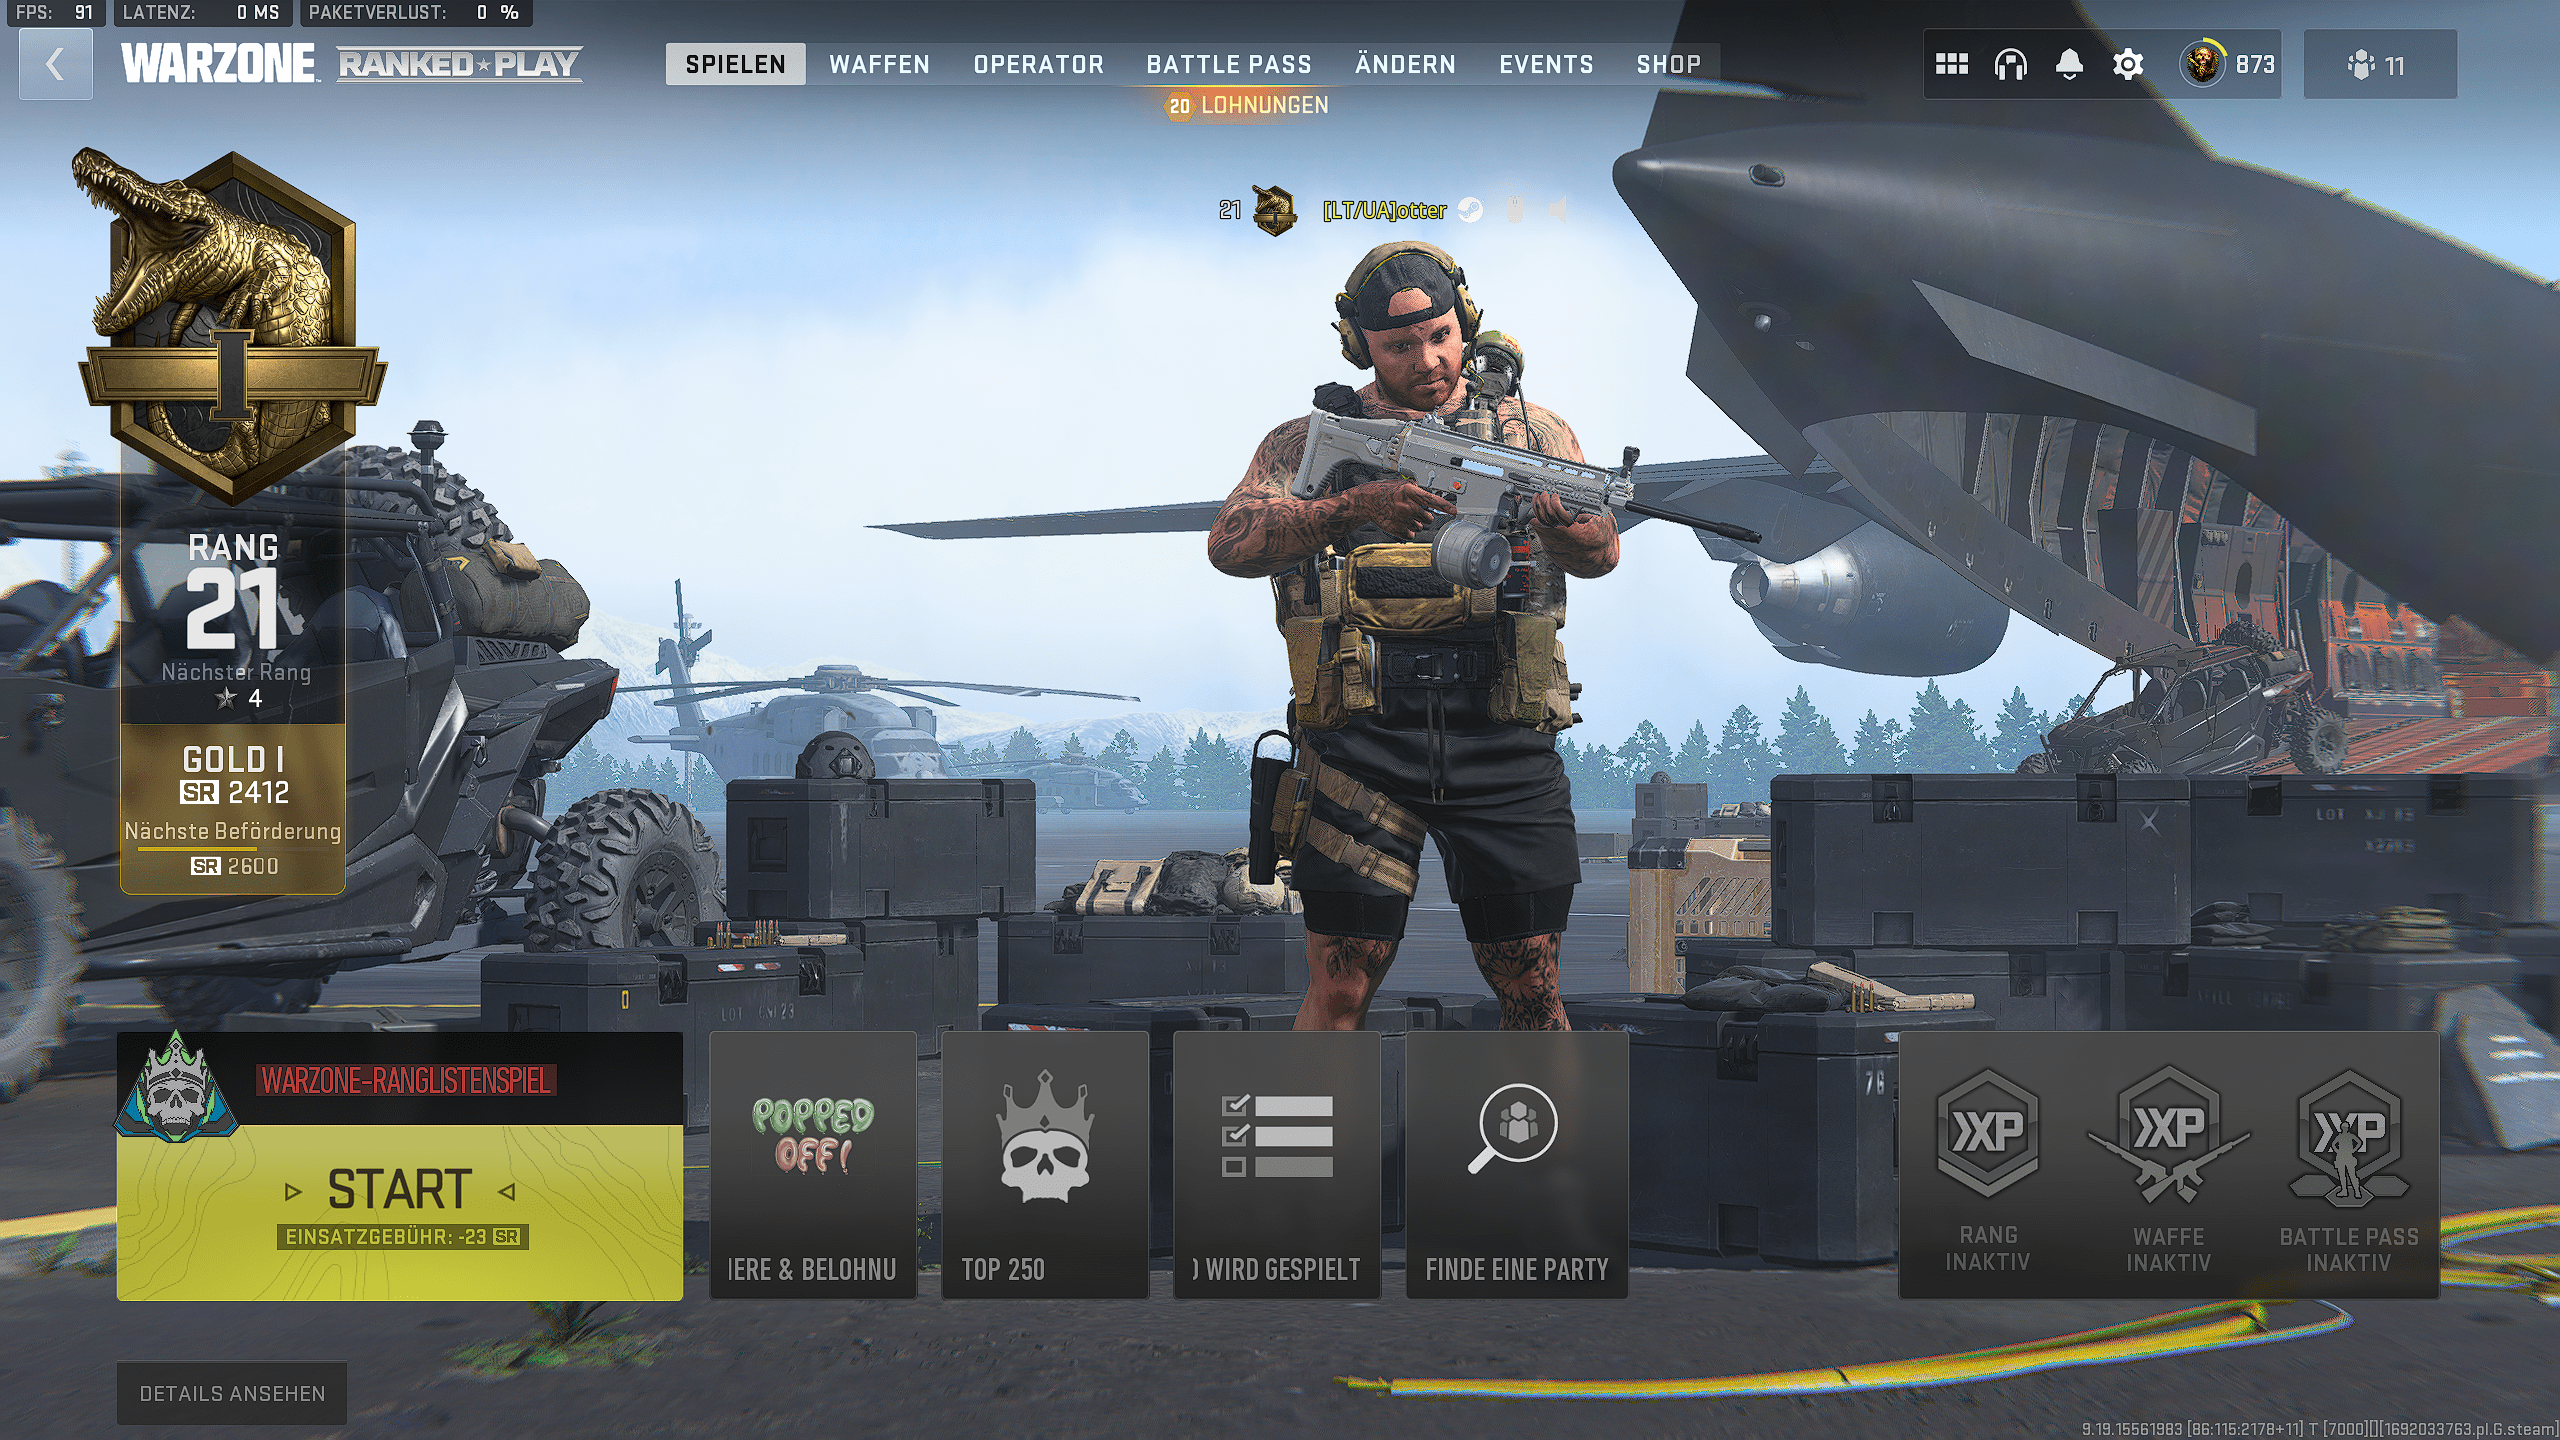 FPS: 91 LATENZ: 0 MS PAKETVERLUST: 0 %
WARZONE RANKED PLAY
SPIELEN WAFFEN OPERATOR BATTLE PASS ÄNDERN EVENTS SHOP
873
11
20 LOHNUNGEN
21 [LT/UA]otter
I
RANG
21
Nächster Rang
4
GOLD I
SR 2412
Nächste Beförderung
SR 2600
LOT
76
WARZONE-RANGLISTENSPIEL
START
EINSATZGEBÜHR: -23 SR
POPPED
OFF!
IERE & BELOHNU
TOP 250
WIRD GESPIELT
FINDE EINE PARTY
XP
RANG
INAKTIV
XP
WAFFE
INAKTIV
XP
BATTLE PASS
INAKTIV
DETAILS ANSEHEN
9.19.15561983 [86:115:2178+11] T [7000][][1692033763.pl.G.steam]